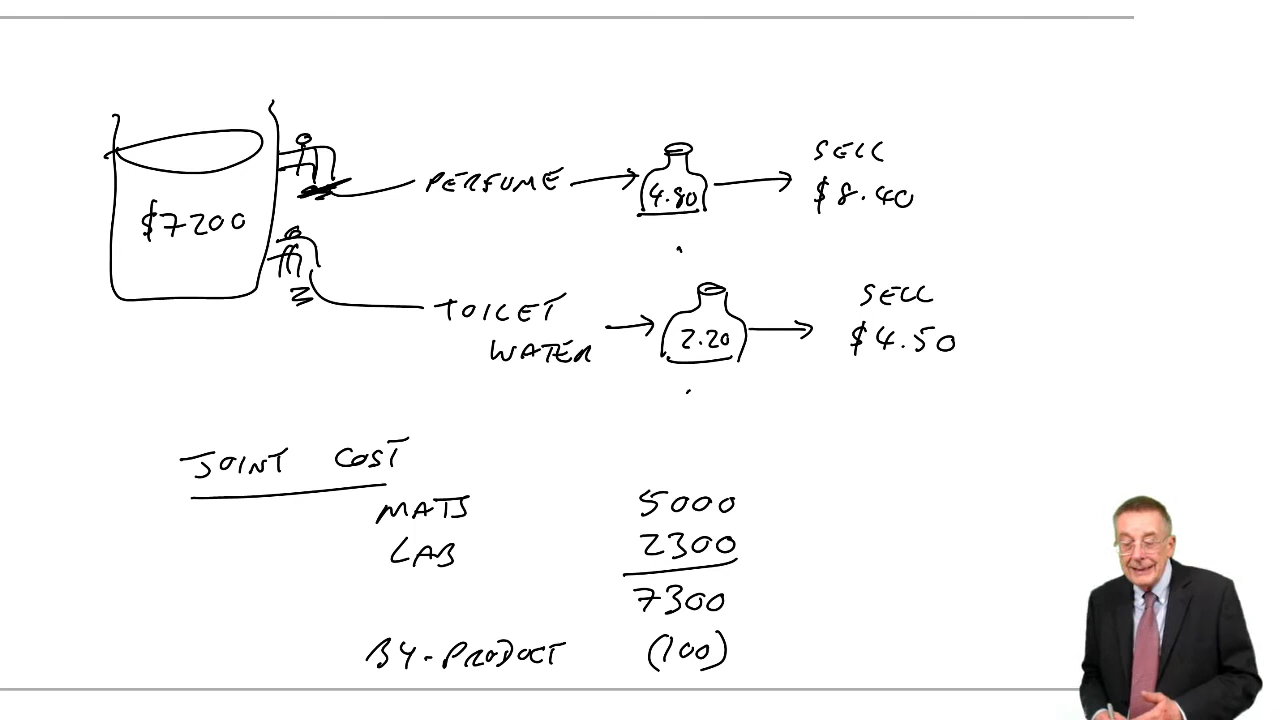 $7200
PERFUME
4.80
SELL
$8.40
TOILET
WATER
2.20
SELL
$4.50
JOINT COST
MATS 5000
LAB 2300
7300
BY-PRODUCT (100)